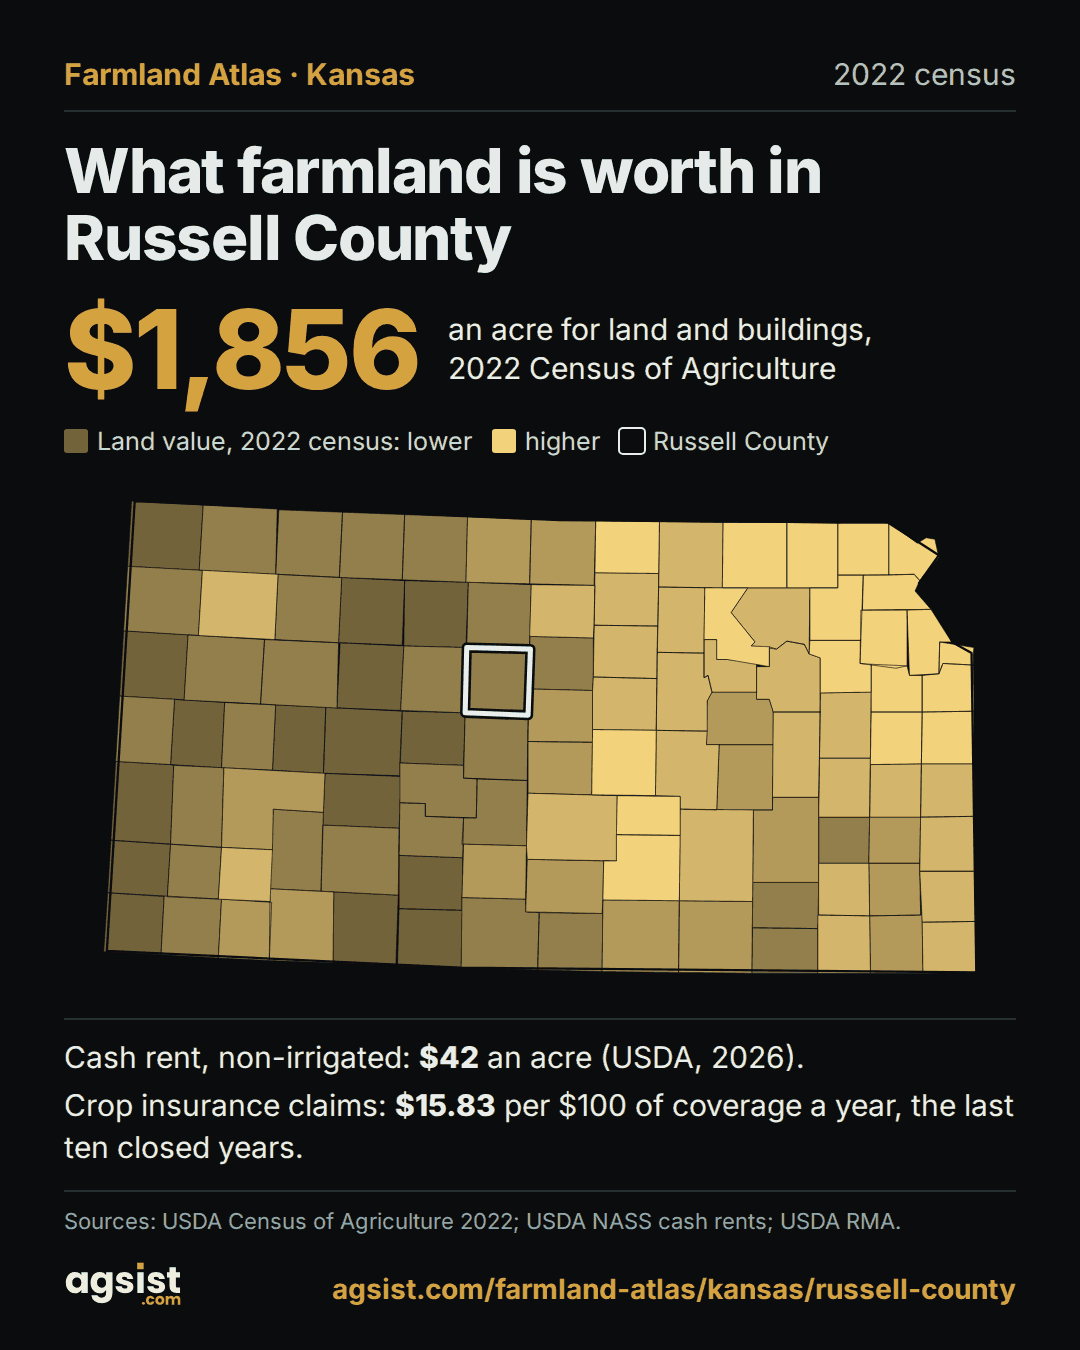 Farmland Atlas · Kansas
2022 census
What farmland is worth in
Russell County
$1,856
an acre for land and buildings,
2022 Census of Agriculture
Land value, 2022 census: lower
higher
Russell County
Cash rent, non-irrigated: $42 an acre (USDA, 2026).
Crop insurance claims: $15.83 per $100 of coverage a year, the last
ten closed years.
Sources: USDA Census of Agriculture 2022; USDA NASS cash rents; USDA RMA.
agsist
.com
agsist.com/farmland-atlas/kansas/russell-county